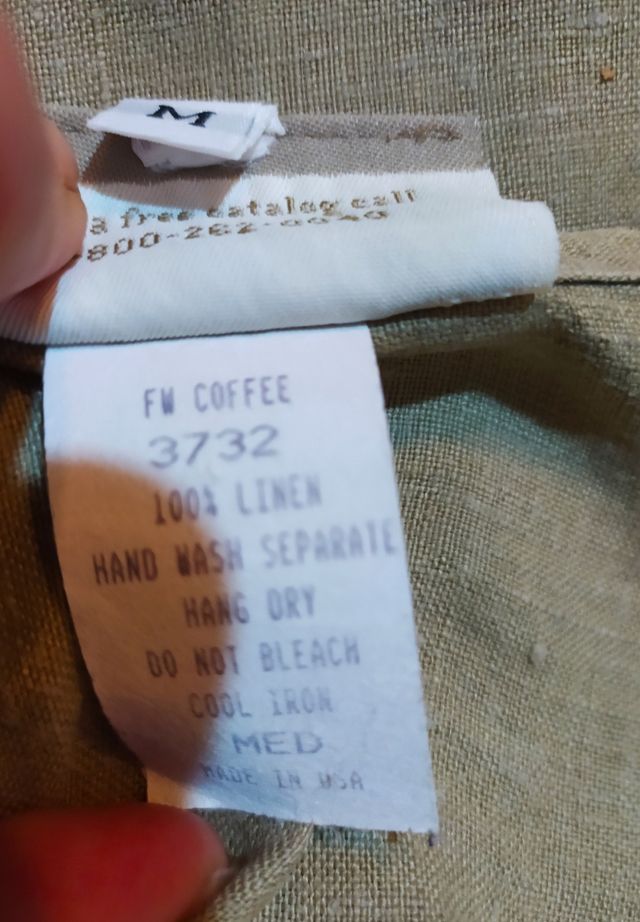 M
a free catalog call
800-262-0040
FW COFFEE
3732
100% LINEN
HAND WASH SEPARATE
HANG DRY
DO NOT BLEACH
COOL IRON
MED
MADE IN USA